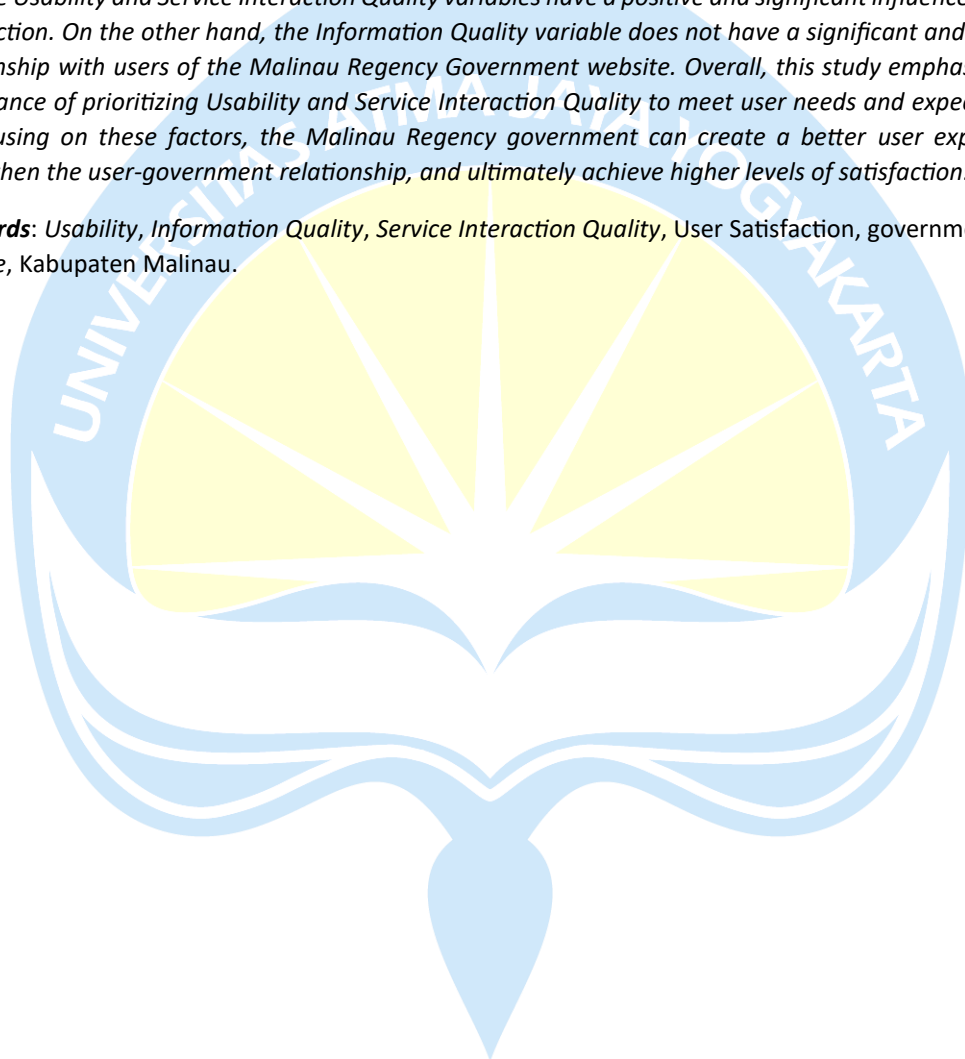 Usability and Service Interaction Quality variables have a positive and significant influence
ction. On the other hand, the Information Quality variable does not have a significant and
nship with users of the Malinau Regency Government website. Overall, this study emphas
ance of prioritizing Usability and Service Interaction Quality to meet user needs and expec
using on these factors, the Malinau Regency government can create a better user exp
then the user-government relationship, and ultimately achieve higher levels of satisfaction.
rds: Usability, Information Quality, Service Interaction Quality, User Satisfaction, governme
e, Kabupaten Malinau.
UNIVERSITAS ATMA JAYA YOGYAKARTA